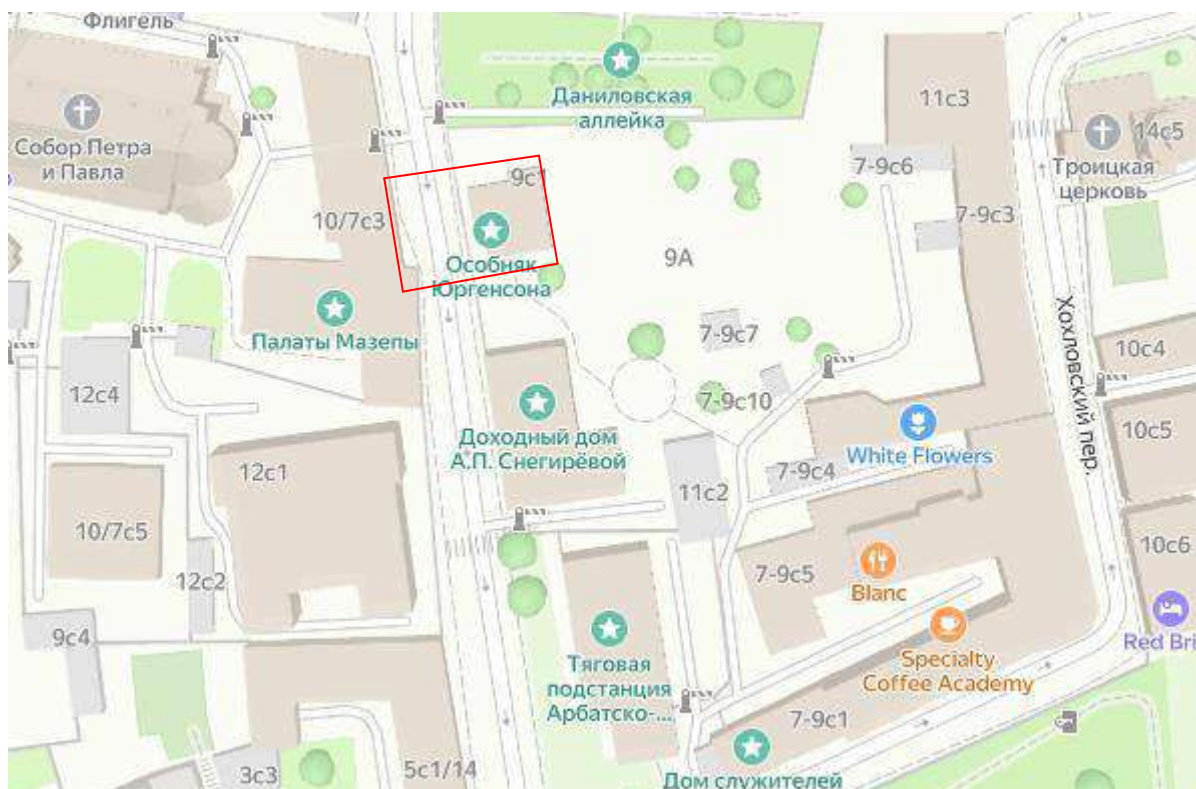 Флигель
Даниловская
аллейка
11с3
Собор Петра
и Павла
14с5
Троицкая
церковь
7-9с6
9с1
10/7с3
7-9с3
Особняк
Юргенсона
9А
Палаты Мазепы
7-9с7
Хохловский пер.
10с4
12с4
7-9с10
Доходный дом
А.П. Снегирёвой
White Flowers
10с5
12с1
11с2
7-9с4
10/7с5
10с6
12с2
7-9с5
Blanc
9с4
Red Bri
Тяговая
подстанция
Арбатско-...
Specialty
Coffee Academy
7-9с1
3с3
5с1/14
Дом служителей